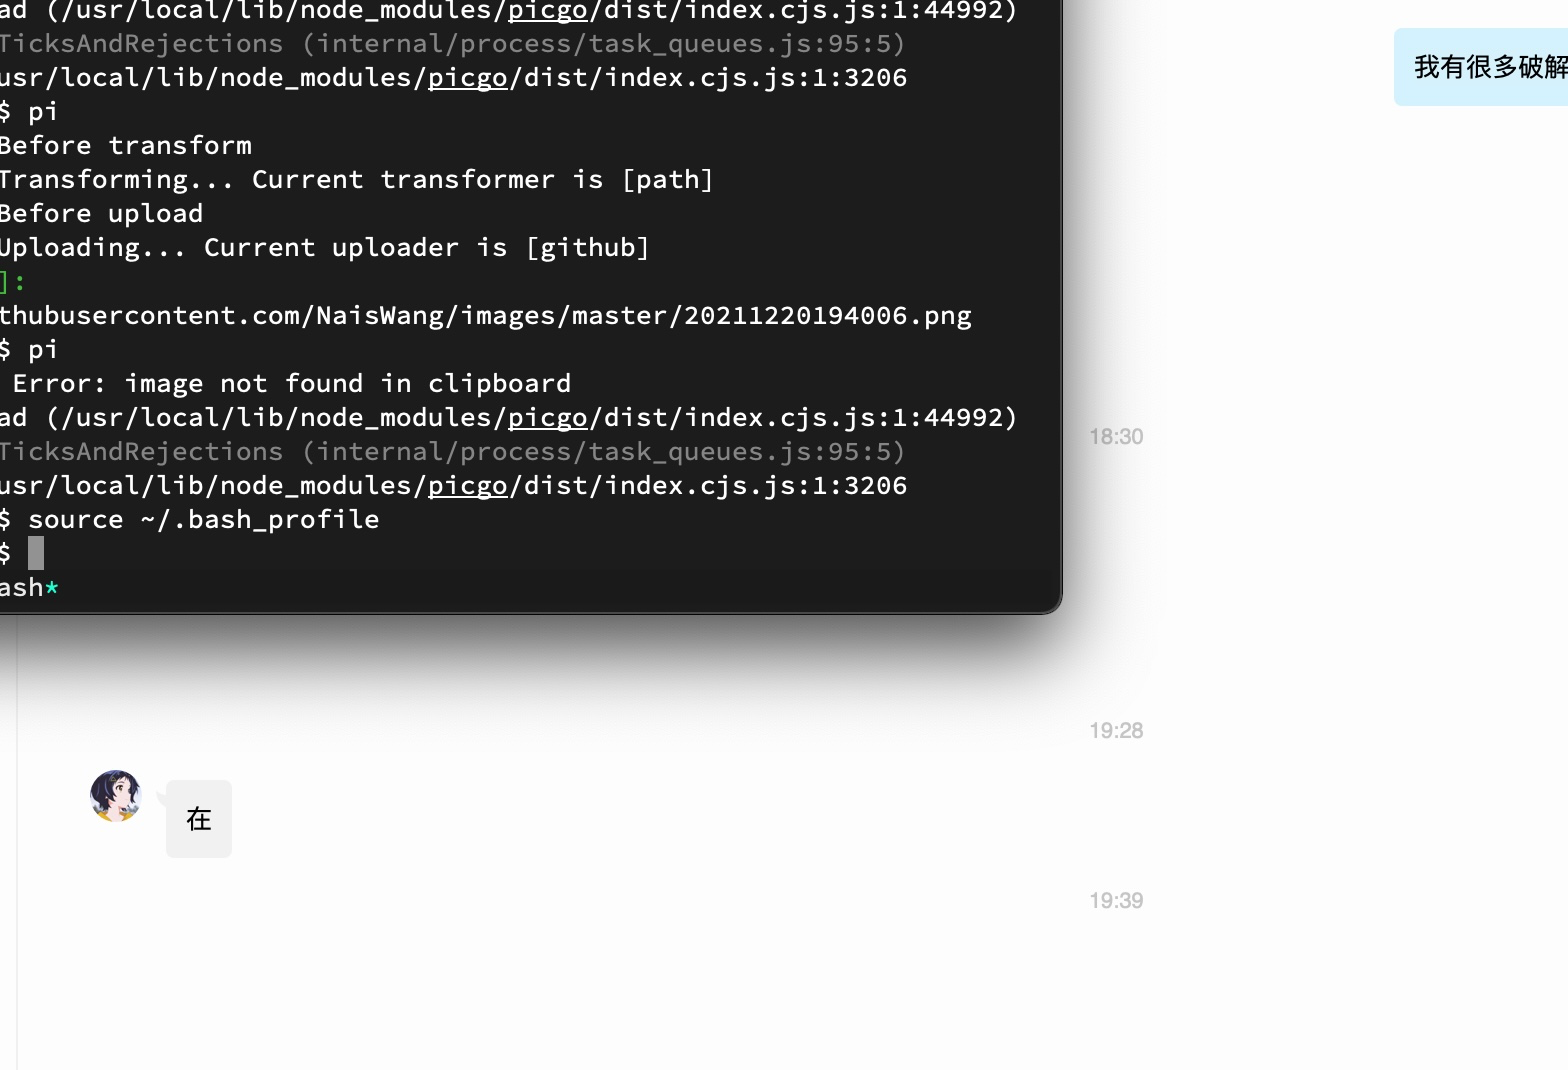 ad (/usr/local/lib/node_modules/picgo/dist/index.cjs.js:1:44992)
TicksAndRejections (internal/process/task_queues.js:95:5)
usr/local/lib/node_modules/picgo/dist/index.cjs.js:1:3206
$ pi
Before transform
Transforming... Current transformer is [path]
Before upload
Uploading... Current uploader is [github]
]:
thubusercontent.com/NaisWang/images/master/20211220194006.png
$ pi
Error: image not found in clipboard
ad (/usr/local/lib/node_modules/picgo/dist/index.cjs.js:1:44992)
TicksAndRejections (internal/process/task_queues.js:95:5)
usr/local/lib/node_modules/picgo/dist/index.cjs.js:1:3206
$ source ~/.bash_profile
$
ash*
我有很多破解
18:30
19:28
在
19:39